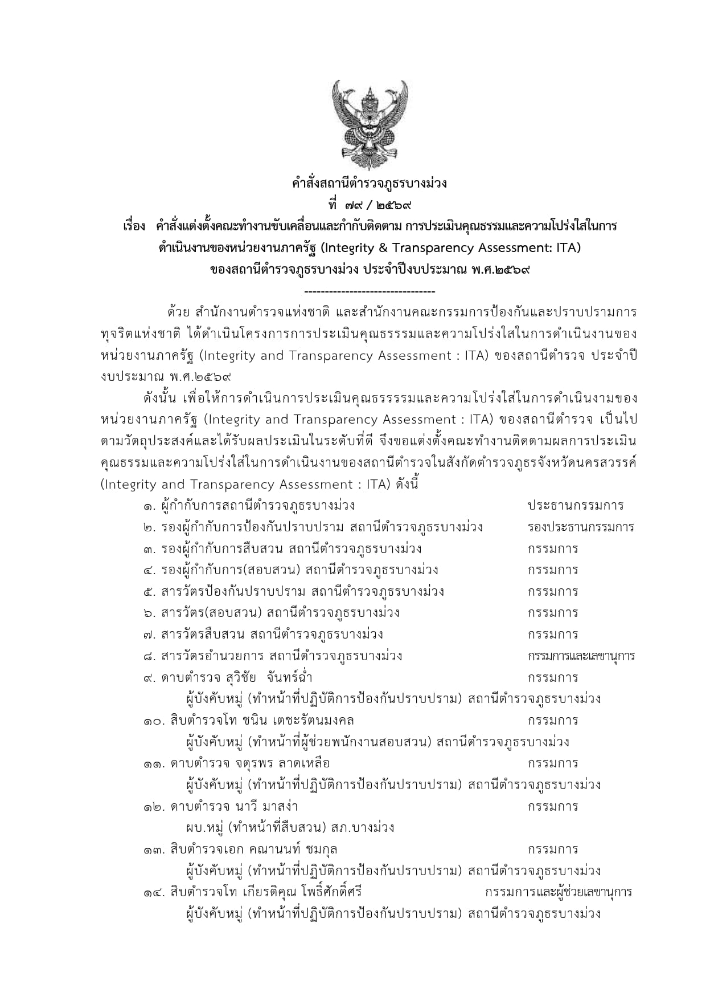 คำสั่งสถานีตำรวจภูธรบางม่วง
ที่ ๗๙ / ๒๕๖๙
เรื่อง คำสั่งแต่งตั้งคณะทำงานขับเคลื่อนและกำกับติดตาม การประเมินคุณธรรมและความโปร่งใสในการ
ดำเนินงานของหน่วยงานภาครัฐ (Integrity & Transparency Assessment: ITA)
ของสถานีตำรวจภูธรบางม่วง ประจำปีงบประมาณ พ.ศ.๒๕๖๙
--------------------------------
ด้วย สำนักงานตำรวจแห่งชาติ และสำนักงานคณะกรรมการป้องกันและปราบปรามการ
ทุจริตแห่งชาติ ได้ดำเนินโครงการการประเมินคุณธรรรมและความโปร่งใสในการดำเนินงานของ
หน่วยงานภาครัฐ (Integrity and Transparency Assessment : ITA) ของสถานีตำรวจ ประจำปี
งบประมาณ พ.ศ.๒๕๖๙
ดังนั้น เพื่อให้การดำเนินการประเมินคุณธรรรรมและความโปร่งใส่ในการดำเนินงามของ
หน่วยงานภาครัฐ (Integrity and Transparency Assessment : ITA) ของสถานีตำรวจ เป็นไป
ตามวัตถุประสงค์และได้รับผลประเมินในระดับที่ดี จึงขอแต่งตั้งคณะทำงานติดตามผลการประเมิน
คุณธรรมและความโปร่งใส่ในการดำเนินงานของสถานีตำรวจในสังกัดตำรวจภูธรจังหวัดนครสวรรค์
(Integrity and Transparency Assessment : ITA) ดังนี้
๑. ผู้กำกับการสถานีตำรวจภูธรบางม่วง ประธานกรรมการ
๒. รองผู้กำกับการป้องกันปราบปราม สถานีตำรวจภูธรบางม่วง รองประธานกรรมการ
๓. รองผู้กำกับการสืบสวน สถานีตำรวจภูธรบางม่วง กรรมการ
๔. รองผู้กำกับการ(สอบสวน) สถานีตำรวจภูธรบางม่วง กรรมการ
๕. สารวัตรป้องกันปราบปราม สถานีตำรวจภูธรบางม่วง กรรมการ
๖. สารวัตร(สอบสวน) สถานีตำรวจภูธรบางม่วง กรรมการ
๗. สารวัตรสืบสวน สถานีตำรวจภูธรบางม่วง กรรมการ
๘. สารวัตรอำนวยการ สถานีตำรวจภูธรบางม่วง กรรมการและเลขานุการ
๙. ดาบตำรวจ สุวิชัย จันทร์ฉ่ำ กรรมการ
ผู้บังคับหมู่ (ทำหน้าที่ปฏิบัติการป้องกันปราบปราม) สถานีตำรวจภูธรบางม่วง
๑๐. สิบตำรวจโท ชนิน เตชะรัตนมงคล กรรมการ
ผู้บังคับหมู่ (ทำหน้าที่ผู้ช่วยพนักงานสอบสวน) สถานีตำรวจภูธรบางม่วง
๑๑. ดาบตำรวจ จตุรพร ลาดเหลือ กรรมการ
ผู้บังคับหมู่ (ทำหน้าที่ปฏิบัติการป้องกันปราบปราม) สถานีตำรวจภูธรบางม่วง
๑๒. ดาบตำรวจ นาวี มาสง่า กรรมการ
ผบ.หมู่ (ทำหน้าที่สืบสวน) สภ.บางม่วง
๑๓. สิบตำรวจเอก คณานนท์ ชมกุล กรรมการ
ผู้บังคับหมู่ (ทำหน้าที่ปฏิบัติการป้องกันปราบปราม) สถานีตำรวจภูธรบางม่วง
๑๔. สิบตำรวจโท เกียรติคุณ โพธิ์ศักดิ์ศรี กรรมการและผู้ช่วยเลขานุการ
ผู้บังคับหมู่ (ทำหน้าที่ปฏิบัติการป้องกันปราบปราม) สถานีตำรวจภูธรบางม่วง